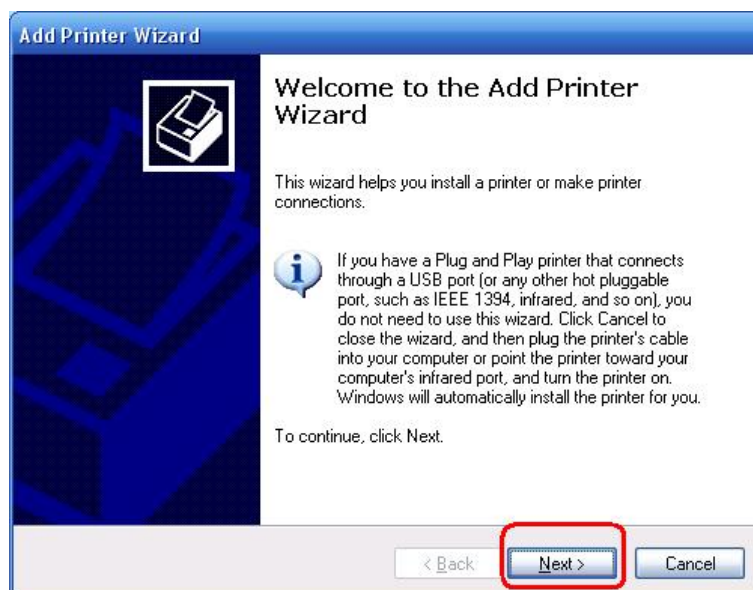 Add Printer Wizard
Welcome to the Add Printer
Wizard
This wizard helps you install a printer or make printer
connections.
If you have a Plug and Play printer that connects
through a USB port (or any other hot pluggable
port, such as IEEE 1394, infrared, and so on), you
do not need to use this wizard. Click Cancel to
close the wizard, and then plug the printer's cable
into your computer or point the printer toward your
computer's infrared port, and turn the printer on.
Windows will automatically install the printer for you.
To continue, click Next.
< Back Next > Cancel